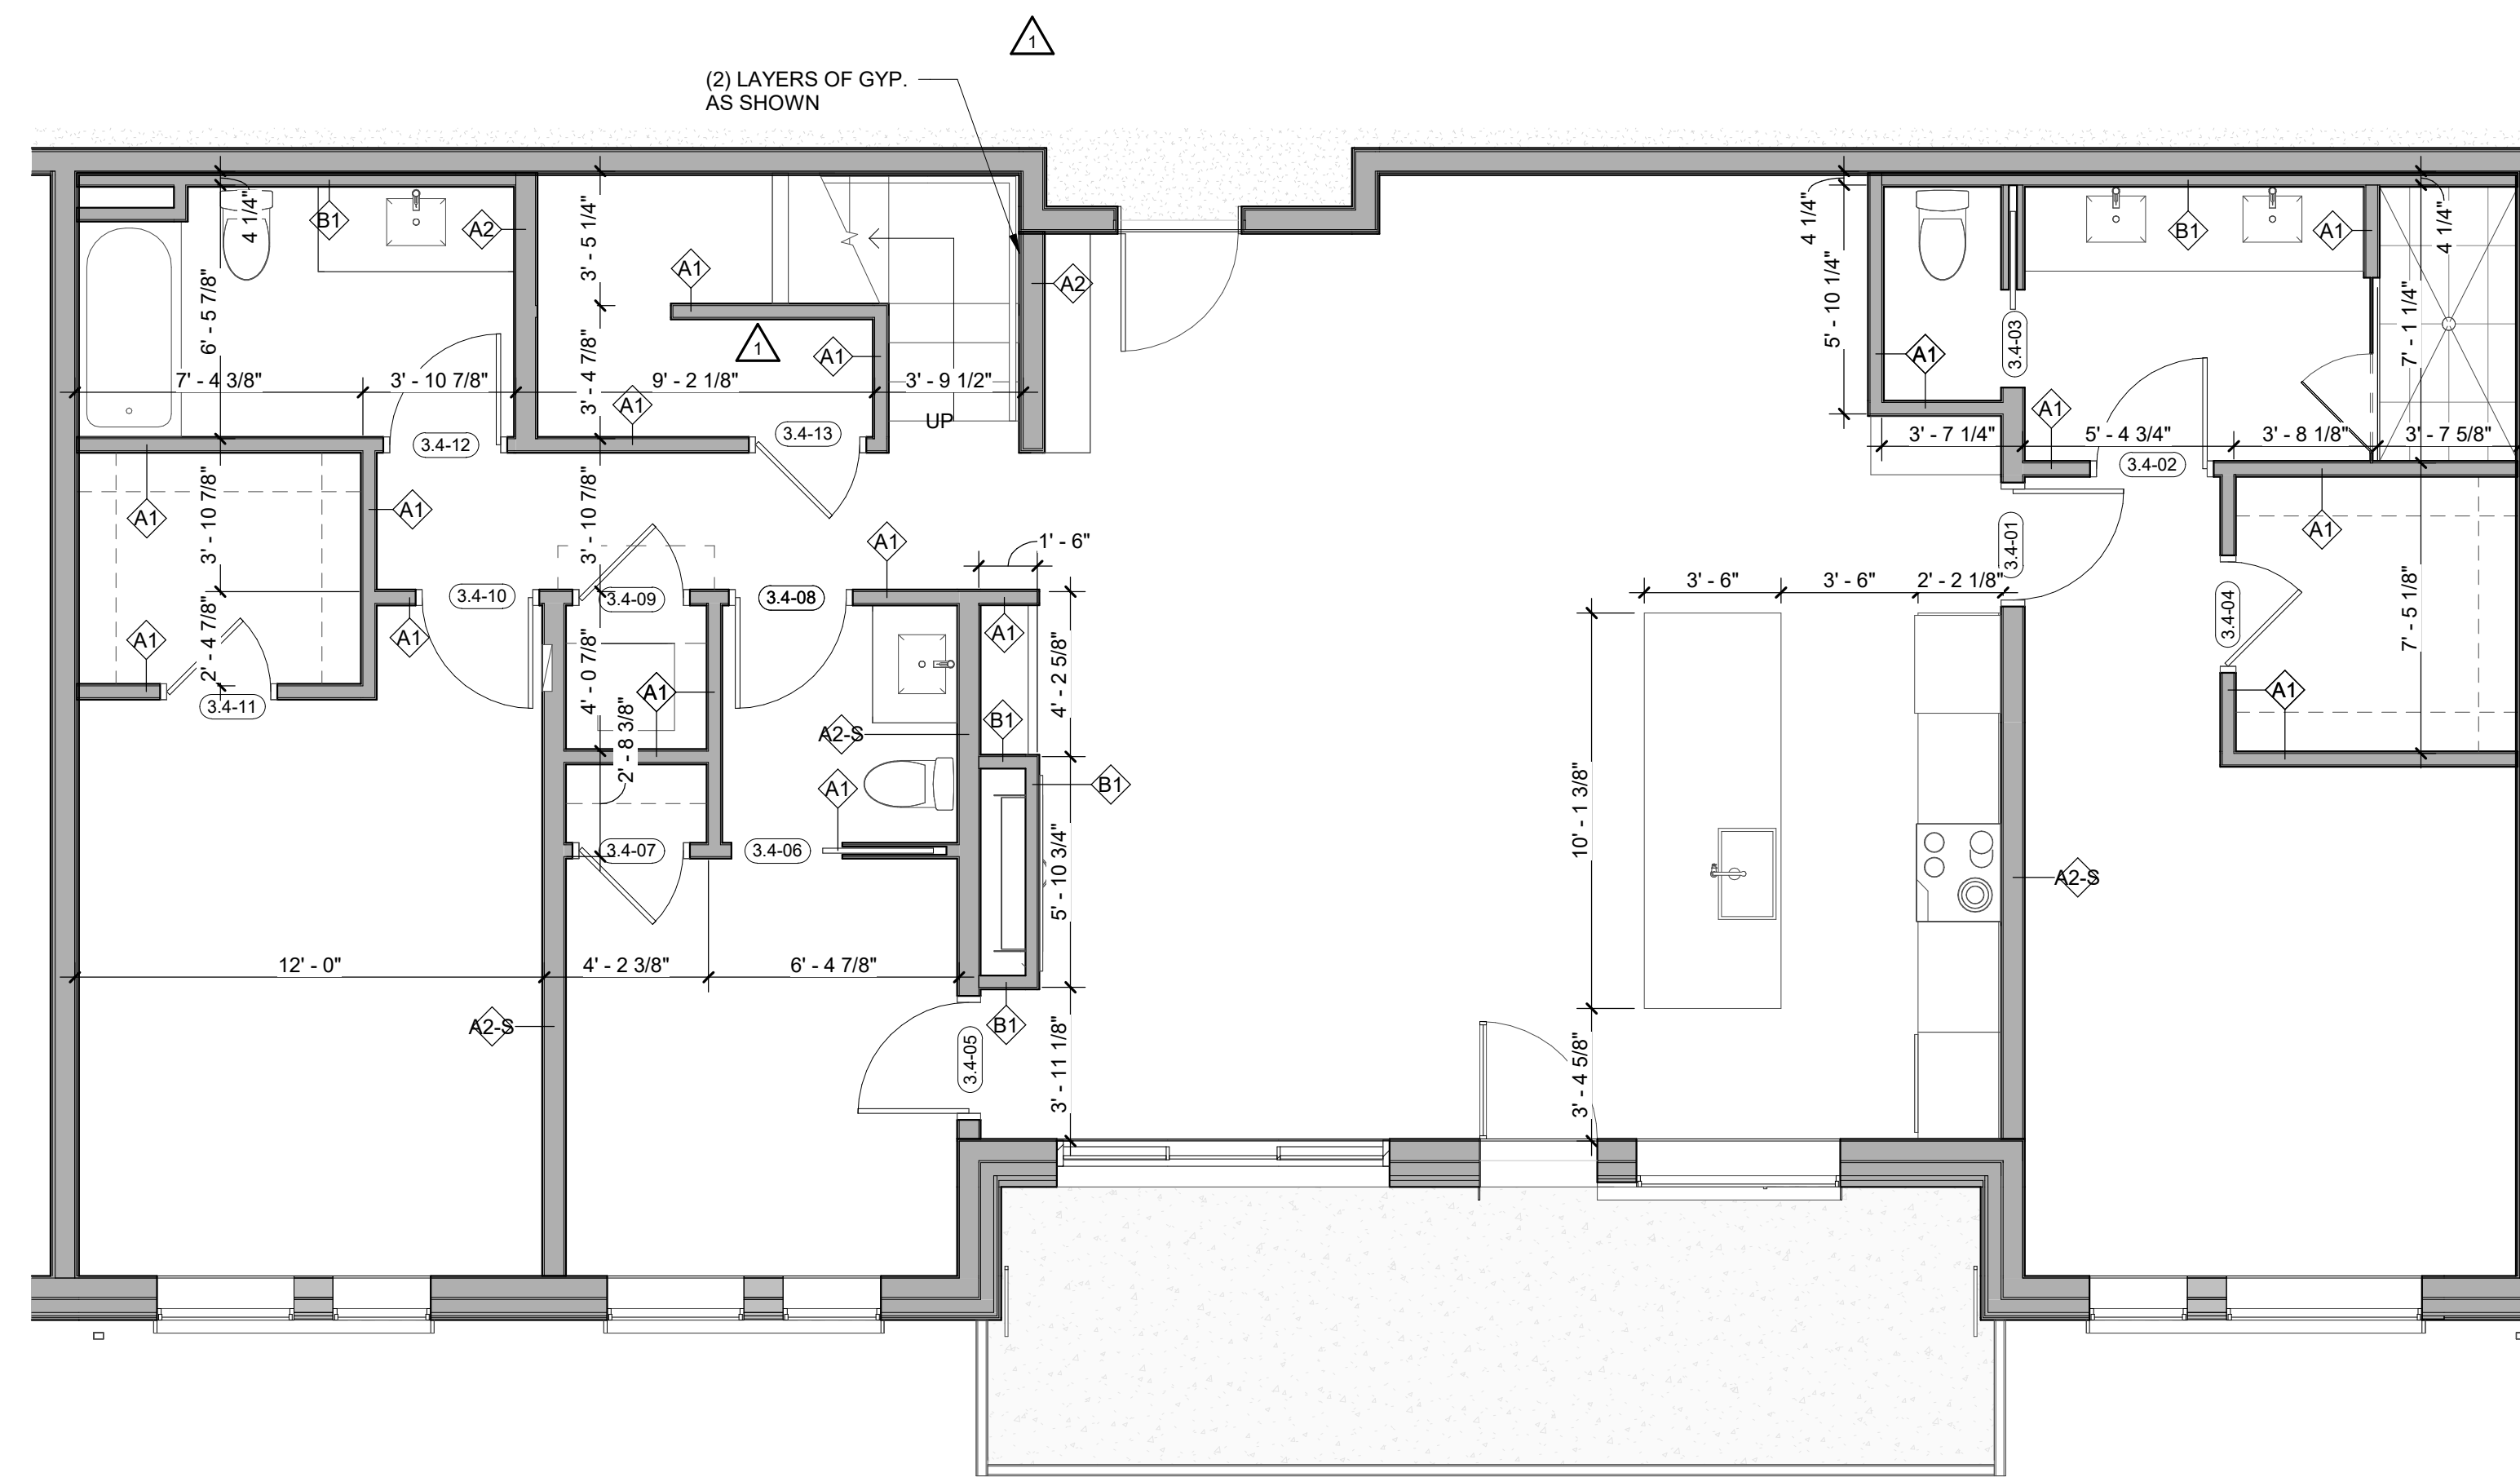 1
(2) LAYERS OF GYP.
AS SHOWN
4 1/4"
B1
A2
6' - 5 7/8"
3' - 5 1/4"
A1
A2
1
A1
3' - 4 7/8"
7' - 4 3/8"
3' - 10 7/8"
9' - 2 1/8"
3' - 9 1/2"
A1
UP
3.4-12
3.4-13
4 1/4"
5' - 10 1/4"
B1
A1
4 1/4"
3.4-03
7' - 1 1/4"
A1
A1
3' - 7 1/4"
5' - 4 3/4"
3' - 8 1/8"
3' - 7 5/8"
3.4-02
A1
3' - 10 7/8"
A1
3' - 10 7/8"
A1
1' - 6"
3.4-01
A1
3.4-10
3.4-09
3.4-08
3' - 6"
3' - 6"
2' - 2 1/8"
3.4-04
7' - 5 1/8"
A1
2' - 4 7/8"
A1
A1
4' - 2 5/8"
3.4-11
4' - 0 7/8"
A1
A1
B1
A2-S
2' - 8 3/8"
A1
B1
3.4-07
3.4-06
5' - 10 3/4"
10' - 1 3/8"
A2-S
12' - 0"
4' - 2 3/8"
6' - 4 7/8"
A2-S
B1
3.4-05
3' - 11 1/8"
3' - 4 5/8"